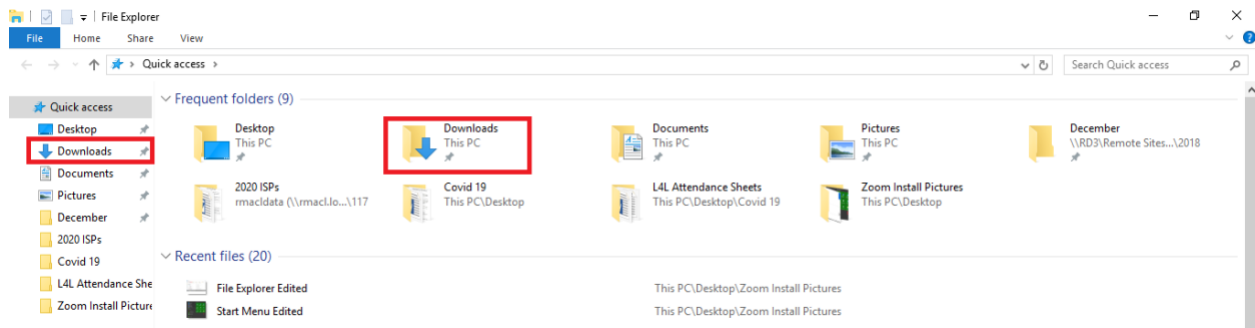 File Explorer
File Home Share View
Quick access
Search Quick access
Quick access
Desktop
Downloads
Documents
Pictures
December
2020 ISPs
Covid 19
L4L Attendance She
Zoom Install Picture
Frequent folders (9)
Desktop
This PC
Downloads
This PC
Documents
This PC
Pictures
This PC
December
\\RD3\Remote Sites...\2018
2020 ISPs
rmacldata (\\rmacl.lo...\117
Covid 19
This PC\Desktop
L4L Attendance Sheets
This PC\Desktop\Covid 19
Zoom Install Pictures
This PC\Desktop
Recent files (20)
File Explorer Edited
This PC\Desktop\Zoom Install Pictures
Start Menu Edited
This PC\Desktop\Zoom Install Pictures